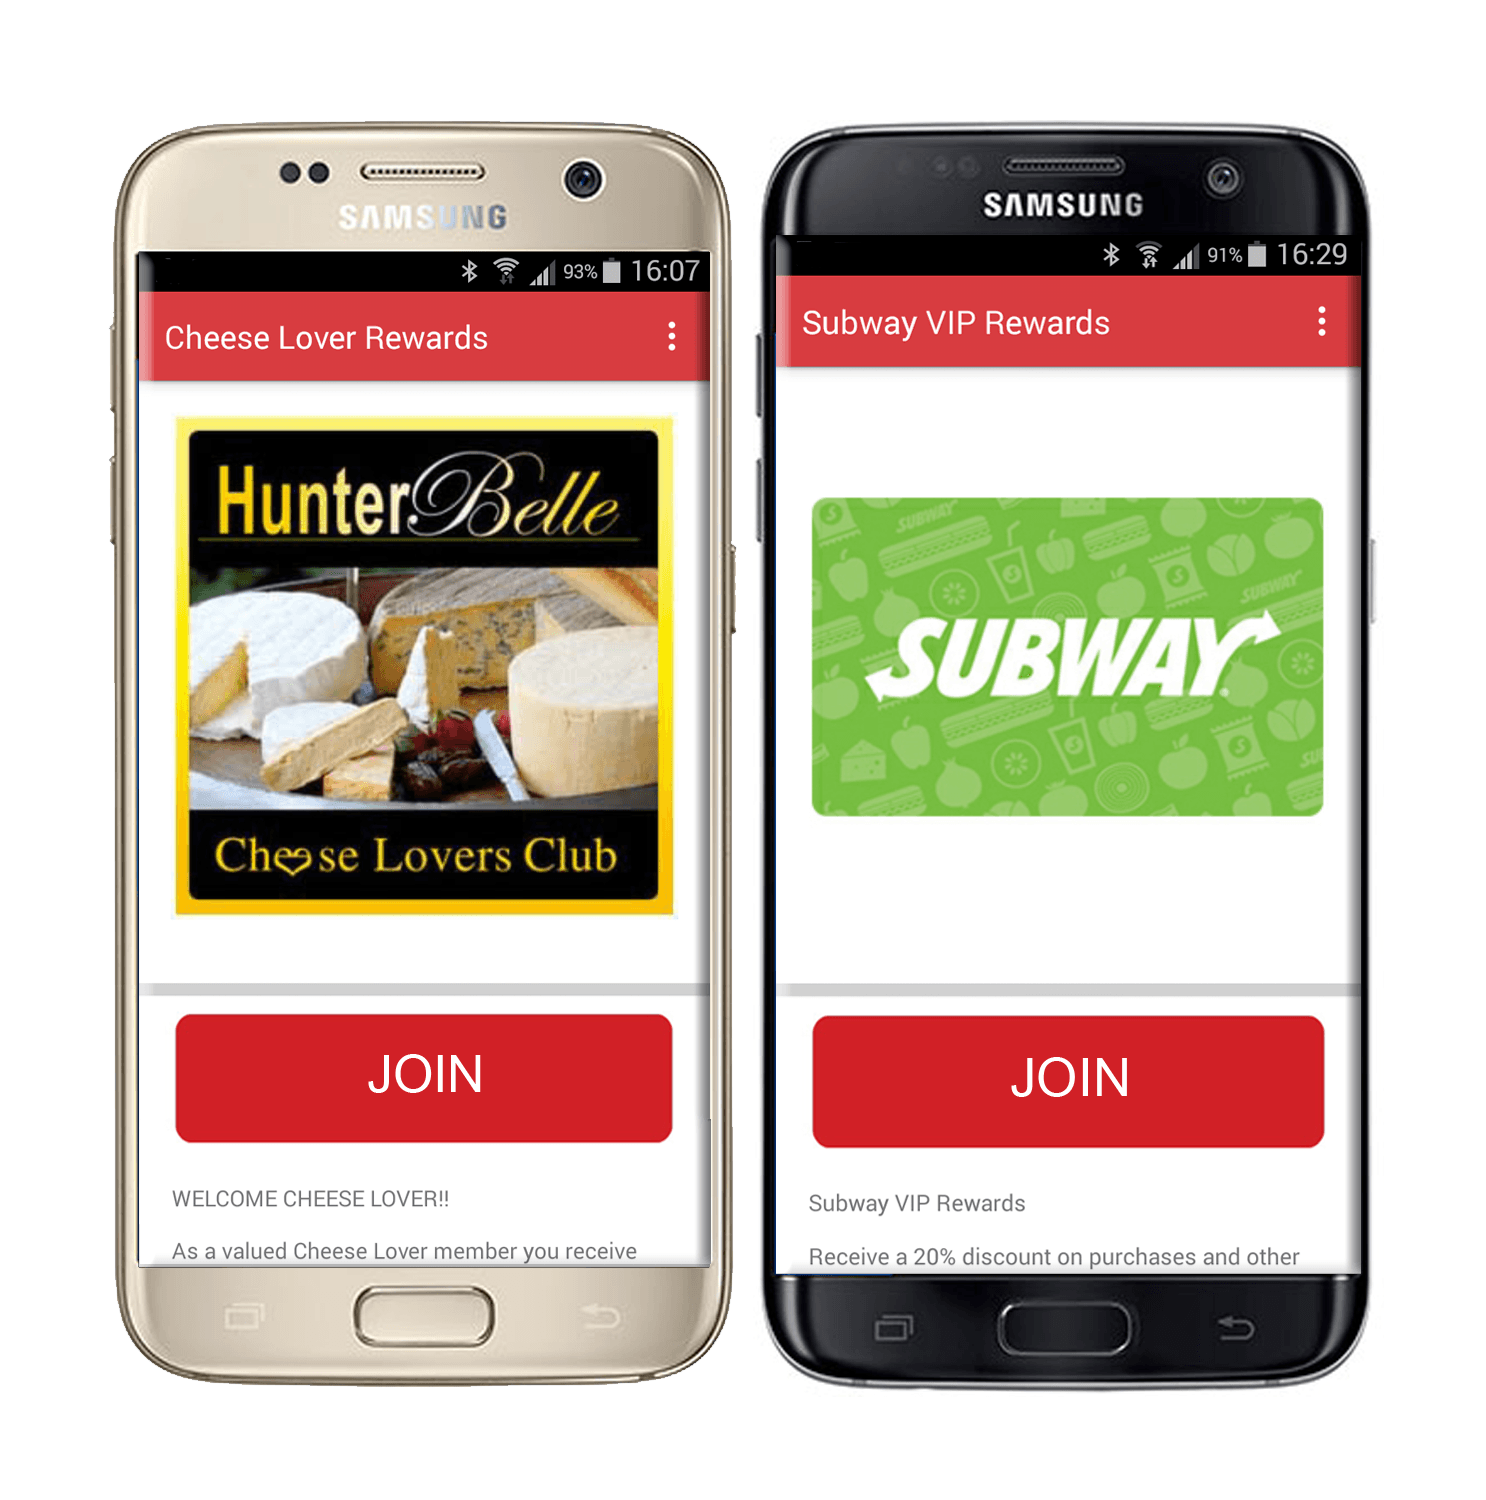 SAMSUNG
93% 16:07
Cheese Lover Rewards
HunterBelle
Cheese Lovers Club
JOIN
WELCOME CHEESE LOVER!!
As a valued Cheese Lover member you receive
SAMSUNG
91% 16:29
Subway VIP Rewards
SUBWAY
SUBWAY
SUBWAY
JOIN
Subway VIP Rewards
Receive a 20% discount on purchases and other